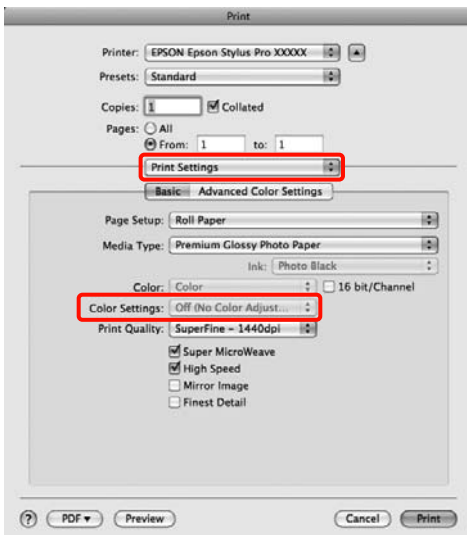 Print
Printer: EPSON Epson Stylus Pro XXXXX
Presets: Standard
Copies: 1 Collated
Pages: All
From: 1 to: 1
Print Settings
Basic Advanced Color Settings
Page Setup: Roll Paper
Media Type: Premium Glossy Photo Paper
Ink: Photo Black
Color: Color 16 bit/Channel
Color Settings: Off (No Color Adjust...
Print Quality: SuperFine - 1440dpi
Super MicroWeave
High Speed
Mirror Image
Finest Detail
? PDF Preview Cancel Print